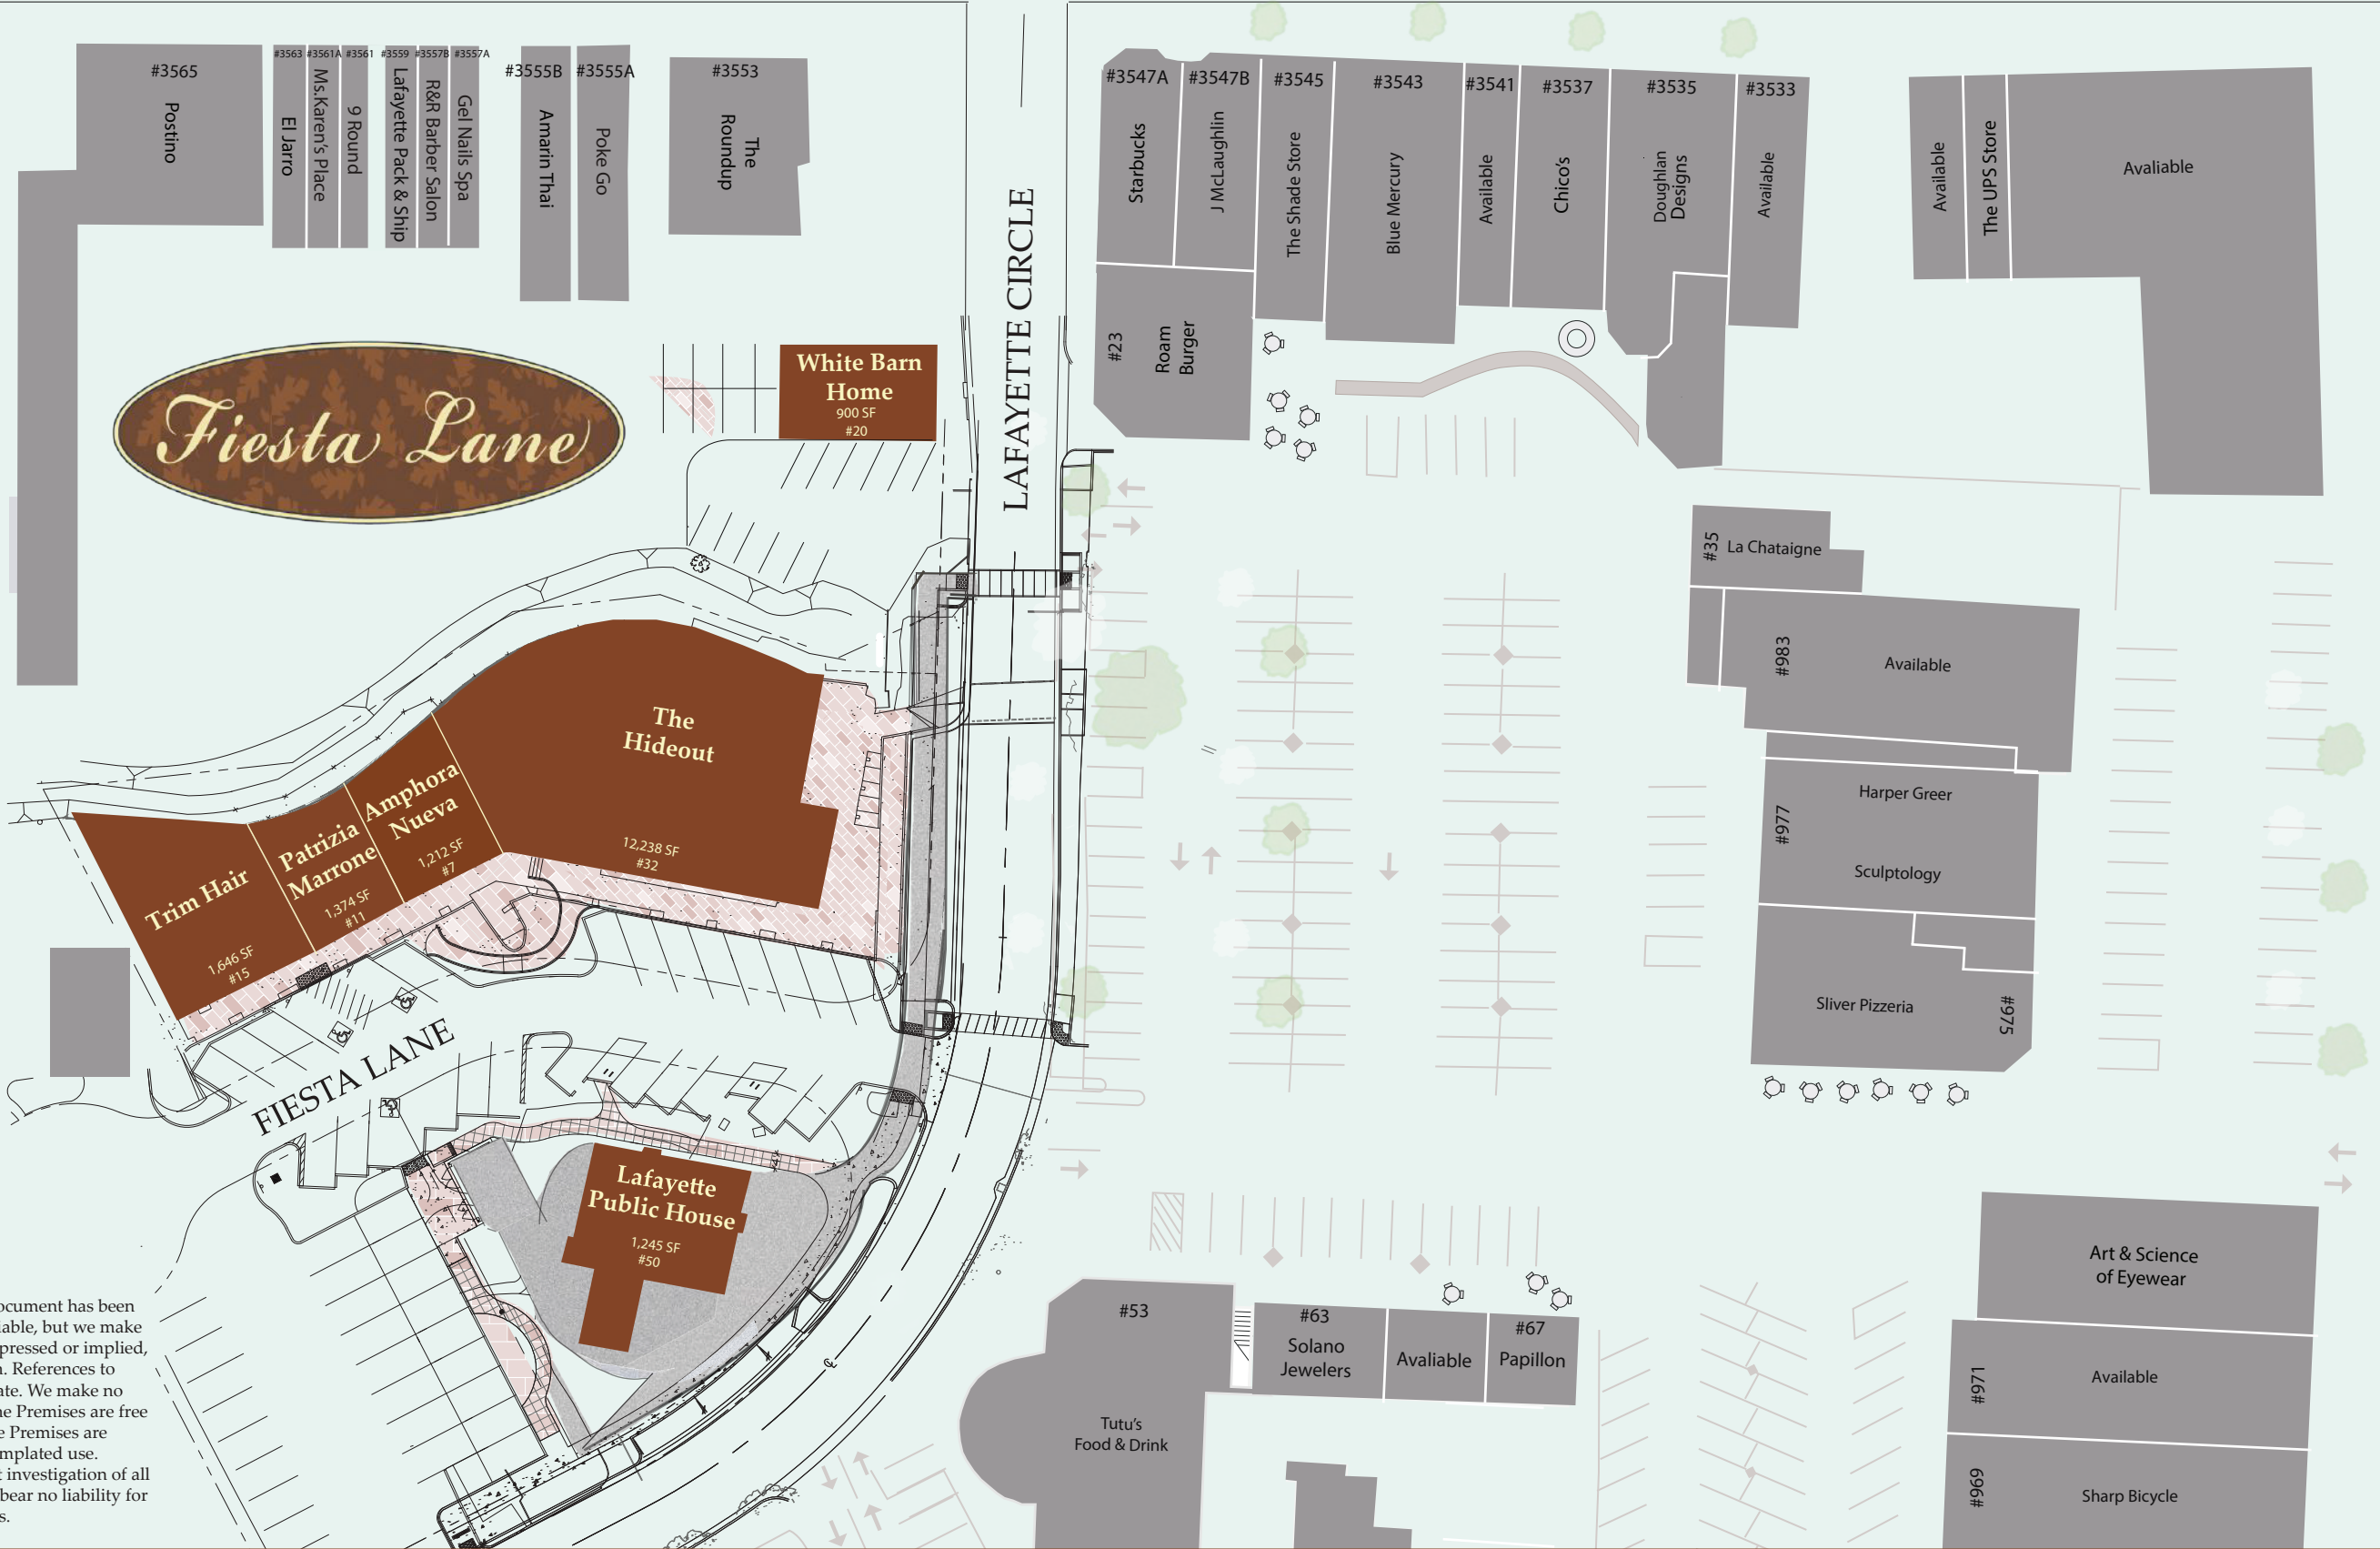 #3565
Postino
#3563
El Jarro
#3561A
Ms.Karen's Place
#3561
9 Round
#3559
Lafayette Pack & Ship
#3557B
R&R Barber Salon
#3557A
Gel Nails Spa
#3555B
Amarin Thai
#3555A
Poke Go
#3553
The
Roundup
LAFAYETTE CIRCLE
#3547A
Starbucks
#3547B
J McLaughlin
#3545
The Shade Store
#3543
Blue Mercury
#3541
Available
#3537
Chico's
#3535
Doughlan
Designs
#3533
Available
Available
The UPS Store
Avaliable
#23
Roam
Burger
Fiesta Lane
White Barn
Home
900 SF
#20
#35
La Chataigne
#983
Available
#977
Harper Greer
Sculptology
Sliver Pizzeria
#975
The
Hideout
12,238 SF
#32
Amphora
Nueva
1,212 SF
#7
Patrizia
Marrone
1,374 SF
#11
Trim Hair
1,646 SF
#15
FIESTA LANE
Lafayette
Public House
1,245 SF
#50
Art & Science
of Eyewear
#971
Available
#969
Sharp Bicycle
#53
Tutu's
Food & Drink
#63
Solano
Jewelers
Avaliable
#67
Papillon
ocument has been
iable, but we make
pressed or implied,
n. References to
ate. We make no
he Premises are free
e Premises are
mplated use.
t investigation of all
bear no liability for
s.